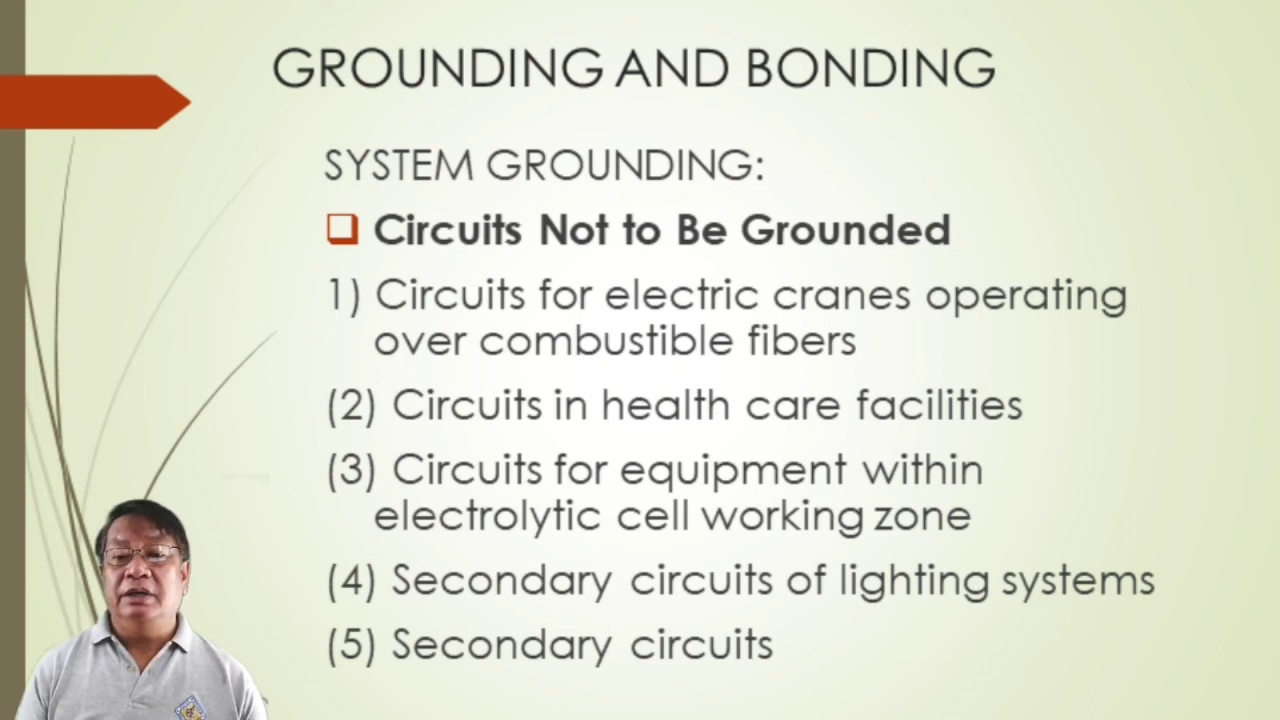 GROUNDING AND BONDING
SYSTEM GROUNDING:
Circuits Not to Be Grounded
1) Circuits for electric cranes operating
over combustible fibers
(2) Circuits in health care facilities
(3) Circuits for equipment within
electrolytic cell working zone
(4) Secondary circuits of lighting systems
(5) Secondary circuits